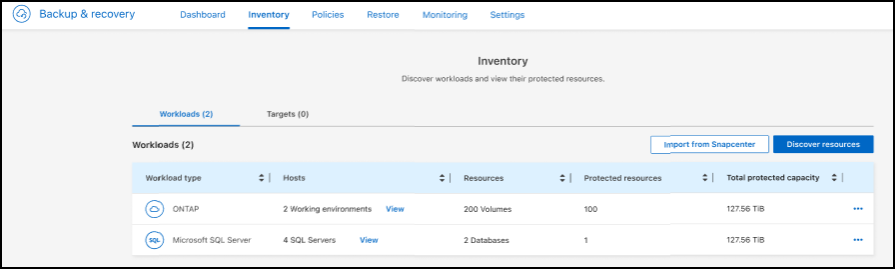 Backup & recovery Dashboard Inventory Policies Restore Monitoring Settings
Inventory
Discover workloads and view their protected resources.
Workloads (2) Targets (0)
Workloads (2) Import from Snapcenter Discover resources
Workload type Hosts Resources Protected resources Total protected capacity
ONTAP 2 Working environments View 200 Volumes 100 127.56 TiB •••
SQL Microsoft SQL Server 4 SQL Servers View 2 Databases 1 127.56 TiB •••